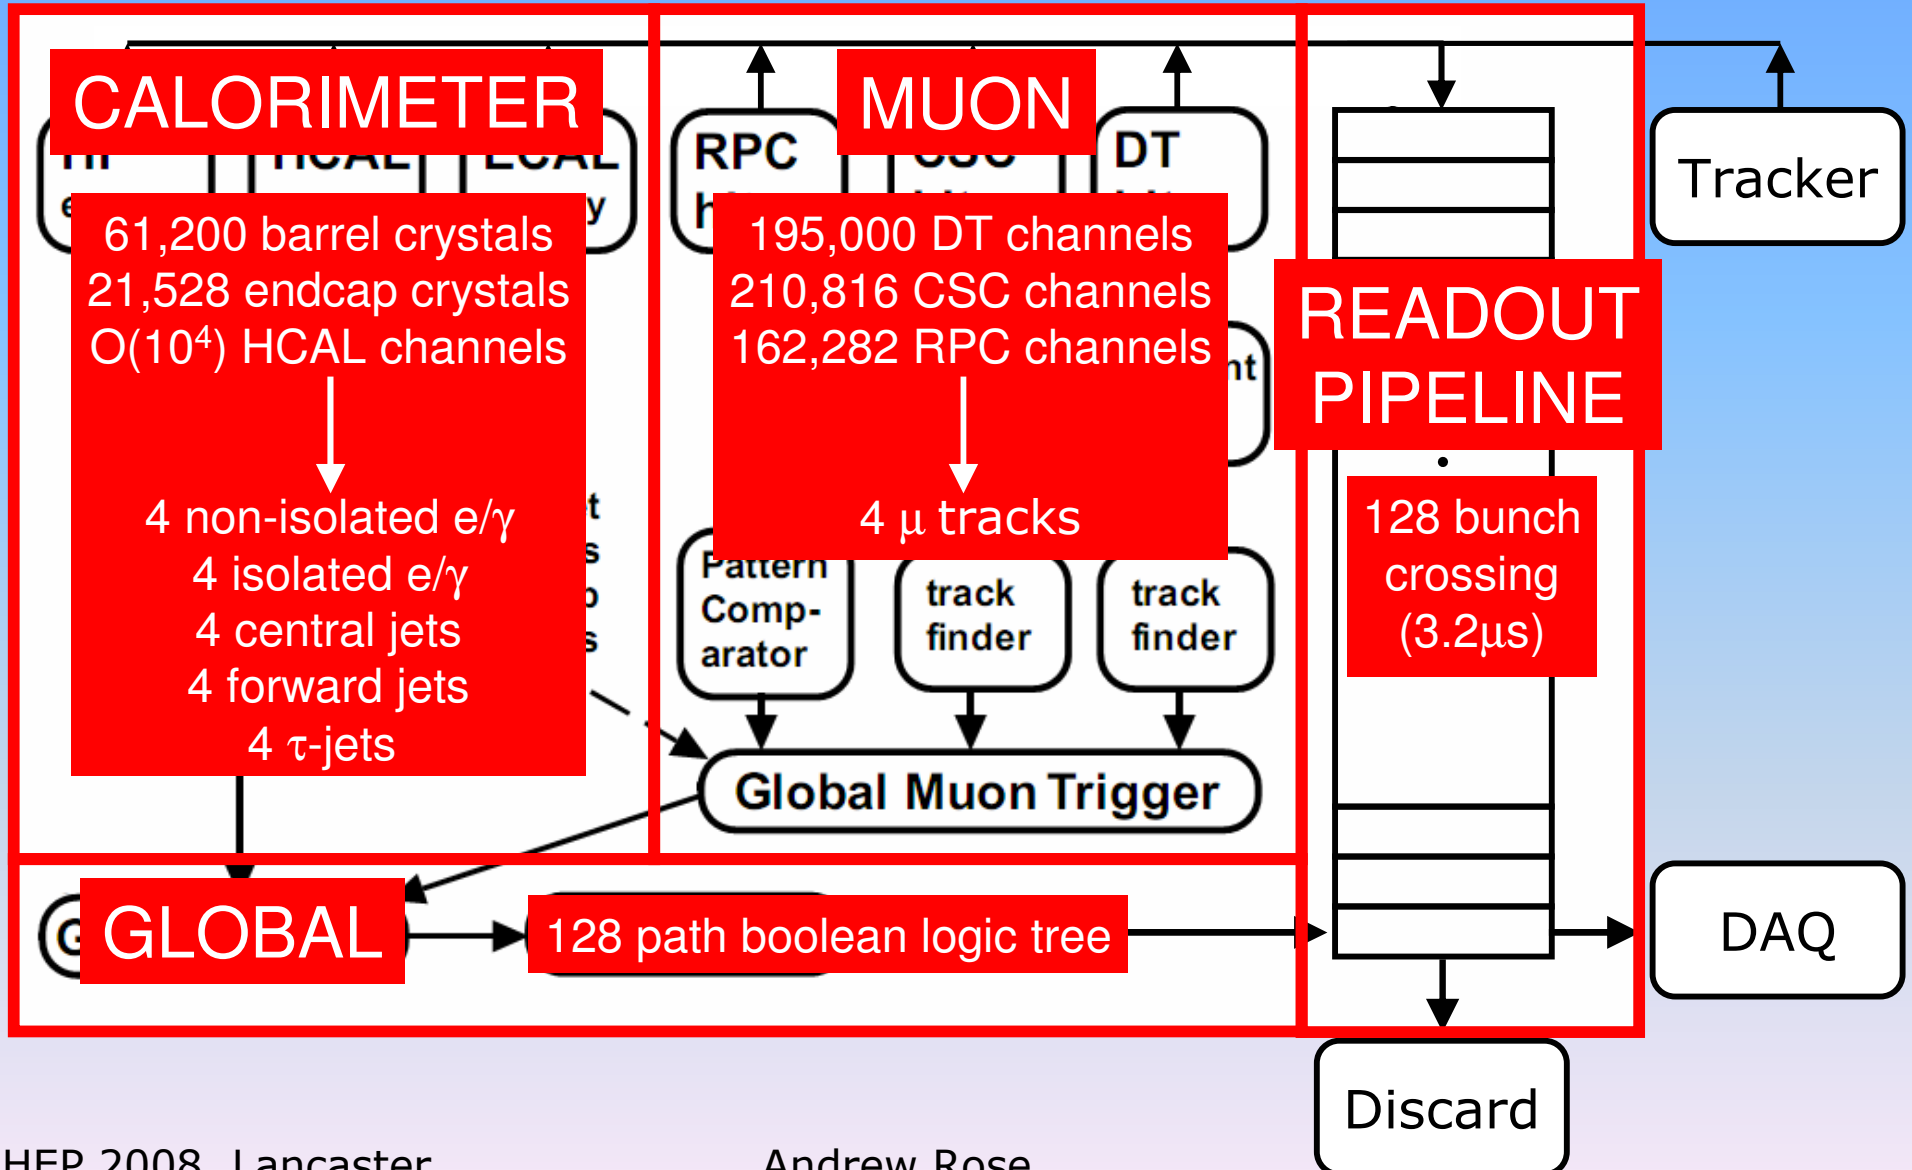 CALORIMETER
MUON
RPC
DT
Tracker
61,200 barrel crystals
21,528 endcap crystals
O(10⁴) HCAL channels
4 non-isolated e/γ
4 isolated e/γ
4 central jets
4 forward jets
4 τ-jets
195,000 DT channels
210,816 CSC channels
162,282 RPC channels
4 μ tracks
READOUT
PIPELINE
128 bunch
crossing
(3.2μs)
Pattern
Comp-
arator
track
finder
track
finder
Global Muon Trigger
GLOBAL
128 path boolean logic tree
DAQ
Discard
HEP 2008, Lancaster
Andrew Rose